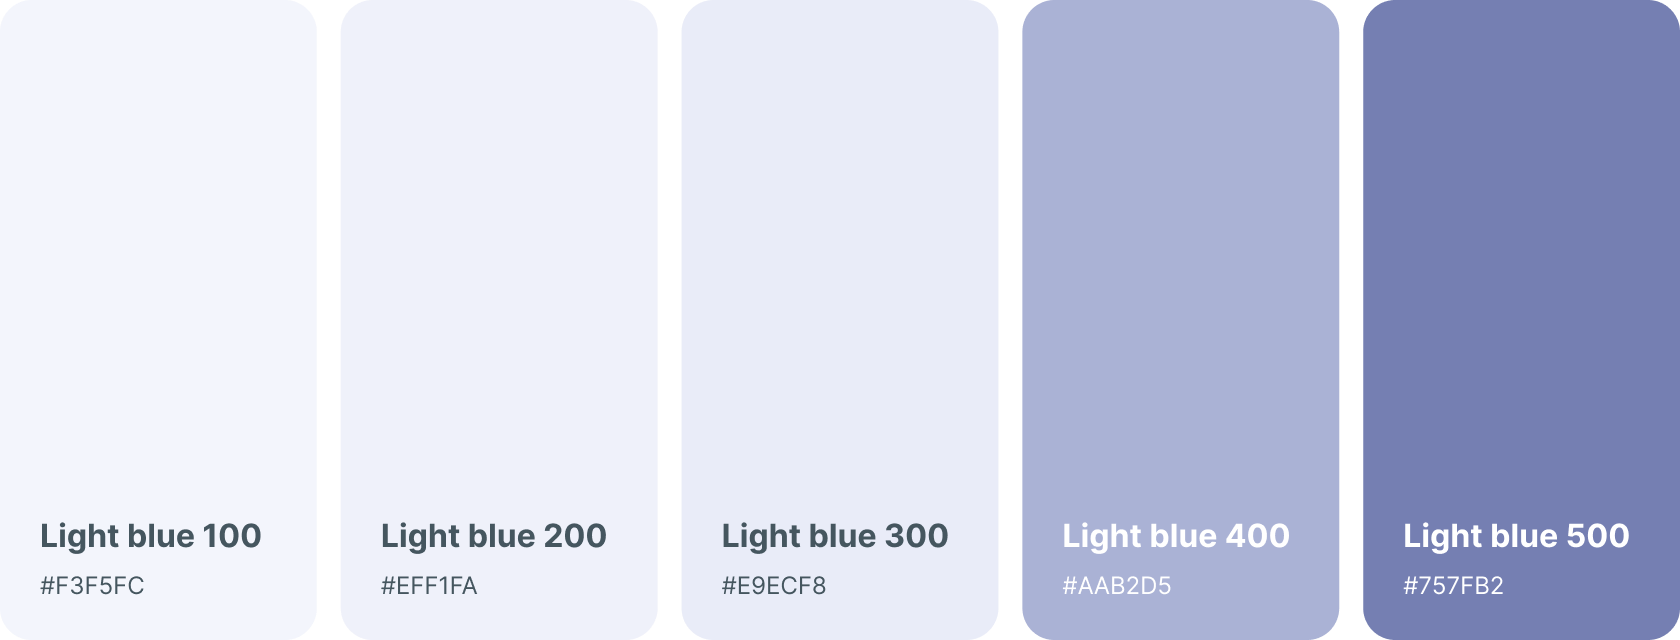 Light blue 100
#F3F5FC
Light blue 200
#EFF1FA
Light blue 300
#E9ECF8
Light blue 400
#AAB2D5
Light blue 500
#757FB2